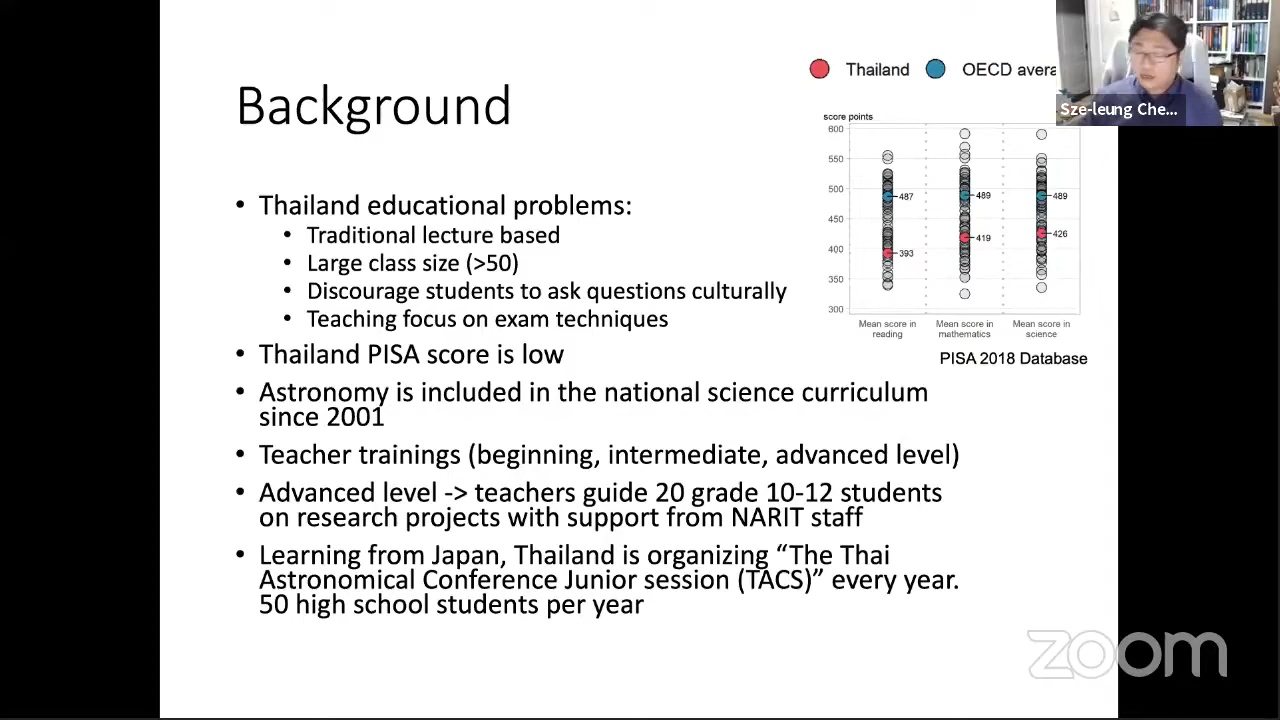 Background
Thailand
OECD avera
Sze-leung Che...
score points
600
550
500
450
400
350
300
487
489
489
393
419
426
Mean score in
reading
Mean score in
mathematics
Mean score in
science
PISA 2018 Database
• Thailand educational problems:
• Traditional lecture based
• Large class size (>50)
• Discourage students to ask questions culturally
• Teaching focus on exam techniques
• Thailand PISA score is low
• Astronomy is included in the national science curriculum
since 2001
• Teacher trainings (beginning, intermediate, advanced level)
• Advanced level -> teachers guide 20 grade 10-12 students
on research projects with support from NARIT staff
• Learning from Japan, Thailand is organizing “The Thai
Astronomical Conference Junior session (TACS)” every year.
50 high school students per year
zoom